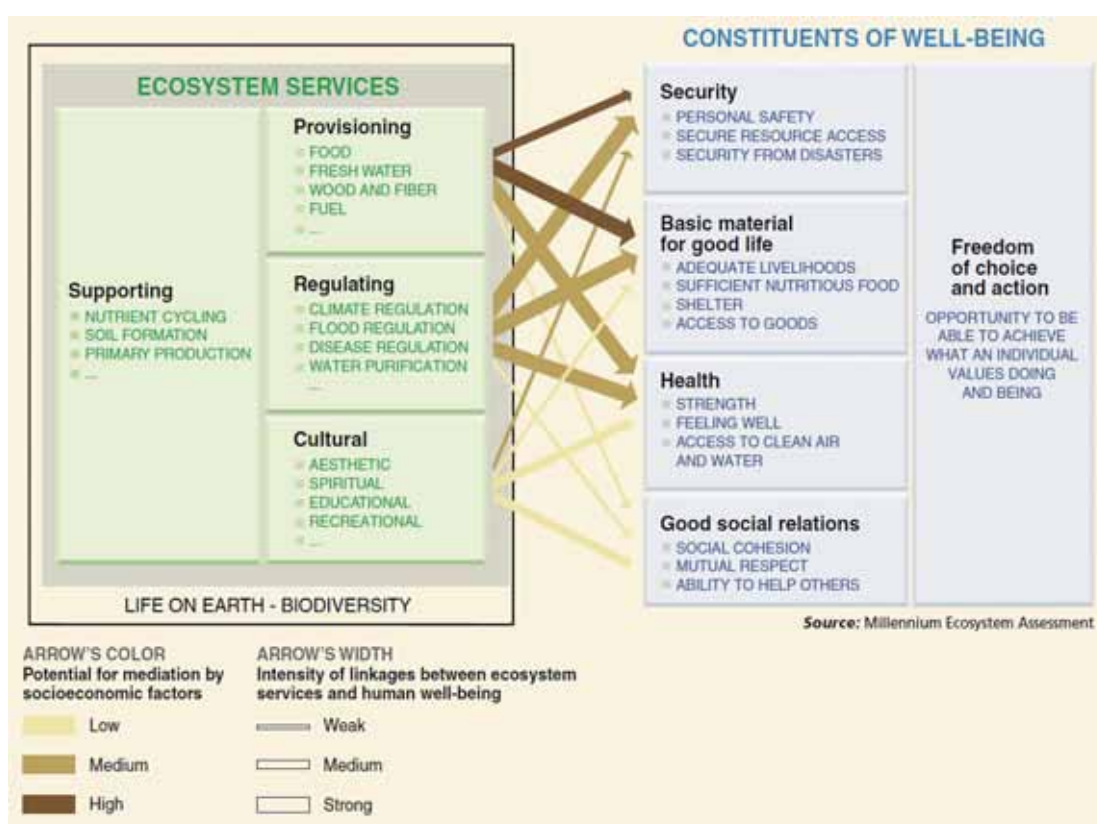 CONSTITUENTS OF WELL-BEING
ECOSYSTEM SERVICES
Supporting
NUTRIENT CYCLING
SOIL FORMATION
PRIMARY PRODUCTION
...
Provisioning
FOOD
FRESH WATER
WOOD AND FIBER
FUEL
...
Regulating
CLIMATE REGULATION
FLOOD REGULATION
DISEASE REGULATION
WATER PURIFICATION
...
Cultural
AESTHETIC
SPIRITUAL
EDUCATIONAL
RECREATIONAL
...
LIFE ON EARTH - BIODIVERSITY
Security
PERSONAL SAFETY
SECURE RESOURCE ACCESS
SECURITY FROM DISASTERS
Basic material
for good life
ADEQUATE LIVELIHOODS
SUFFICIENT NUTRITIOUS FOOD
SHELTER
ACCESS TO GOODS
Health
STRENGTH
FEELING WELL
ACCESS TO CLEAN AIR
AND WATER
Good social relations
SOCIAL COHESION
MUTUAL RESPECT
ABILITY TO HELP OTHERS
Freedom
of choice
and action
OPPORTUNITY TO BE
ABLE TO ACHIEVE
WHAT AN INDIVIDUAL
VALUES DOING
AND BEING
Source: Millennium Ecosystem Assessment
ARROW'S COLOR
Potential for mediation by
socioeconomic factors
Low
Medium
High
ARROW'S WIDTH
Intensity of linkages between ecosystem
services and human well-being
Weak
Medium
Strong